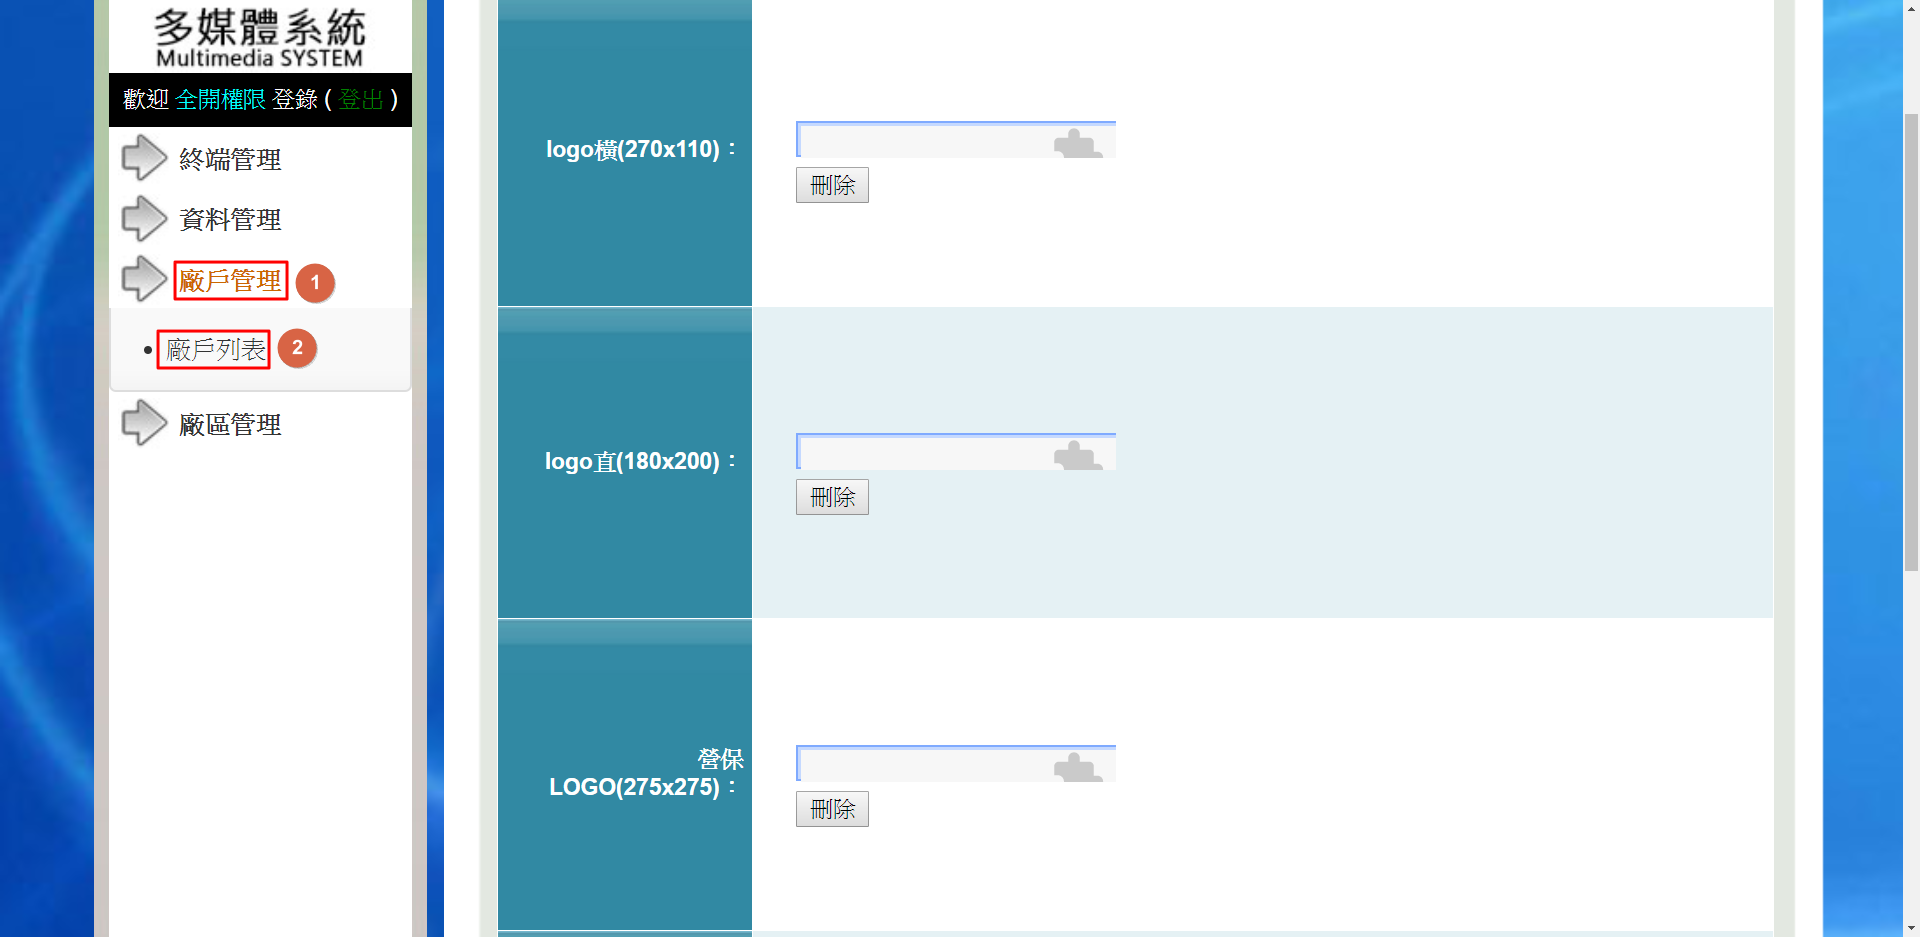 多媒體系統
Multimedia SYSTEM
歡迎 全開權限 登錄 ( 登出 )
終端管理
資料管理
廠戶管理 1
廠戶列表 2
廠區管理
logo橫(270x110)：
刪除
logo直(180x200)：
刪除
營保
LOGO(275x275)：
刪除